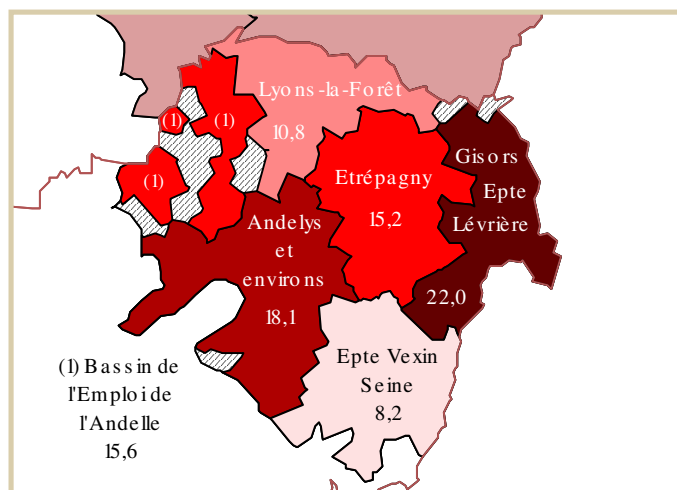 Lyons-la-Forêt
10,8
(1)
(1)
(1)
Etrépagny
15,2
Gisors
Epte
Lévrière
22,0
Andelys
et
environs
18,1
Epte Vexin
Seine
8,2
(1) Bassin de
l'Emploi de
l'Andelle
15,6